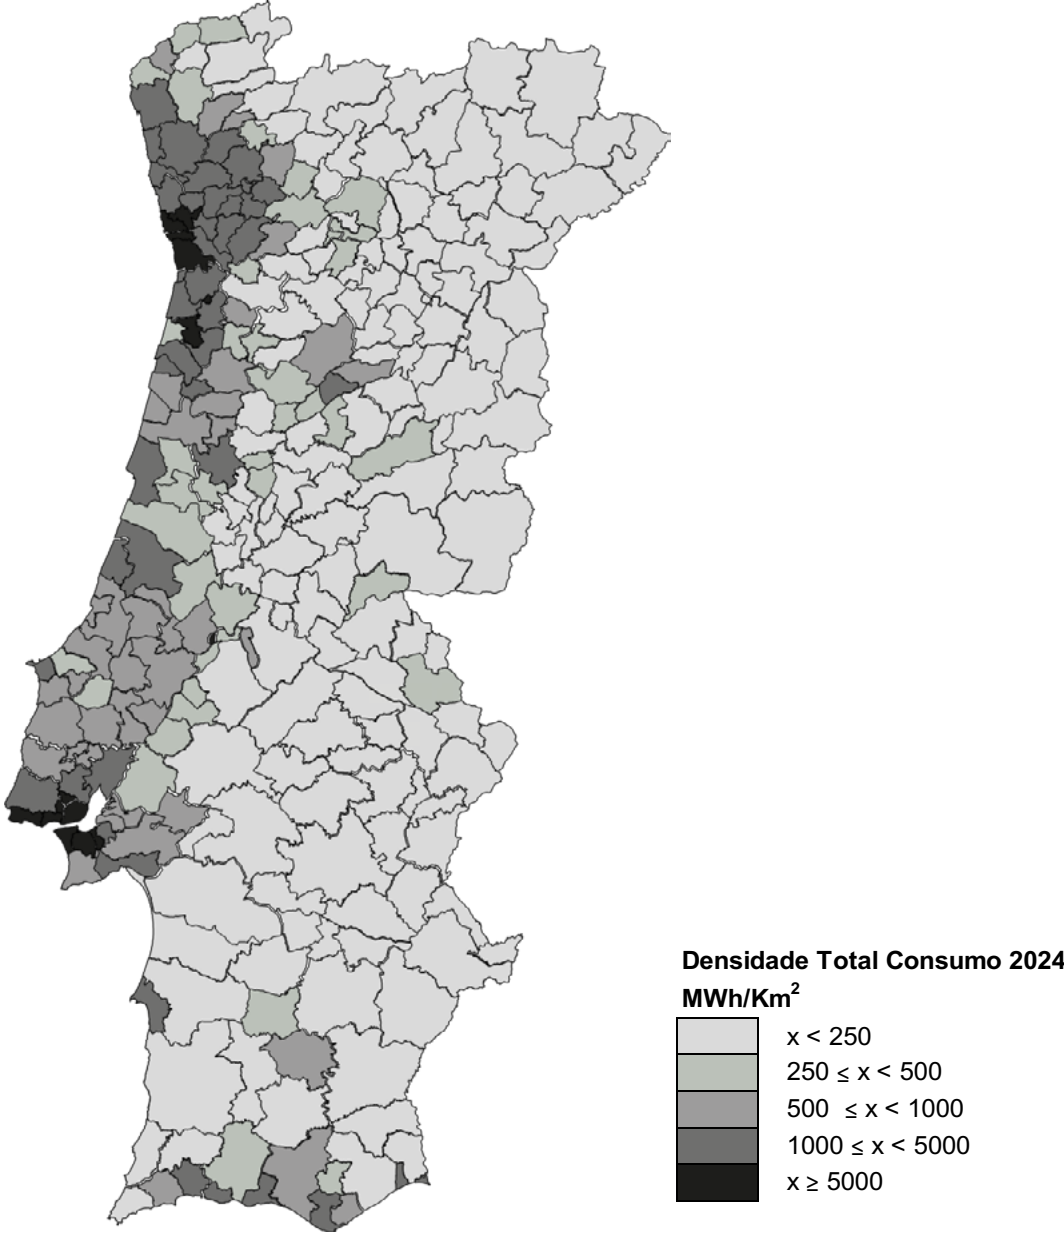 Densidade Total Consumo 2024
MWh/Km²
x < 250
250 ≤ x < 500
500 ≤ x < 1000
1000 ≤ x < 5000
x ≥ 5000